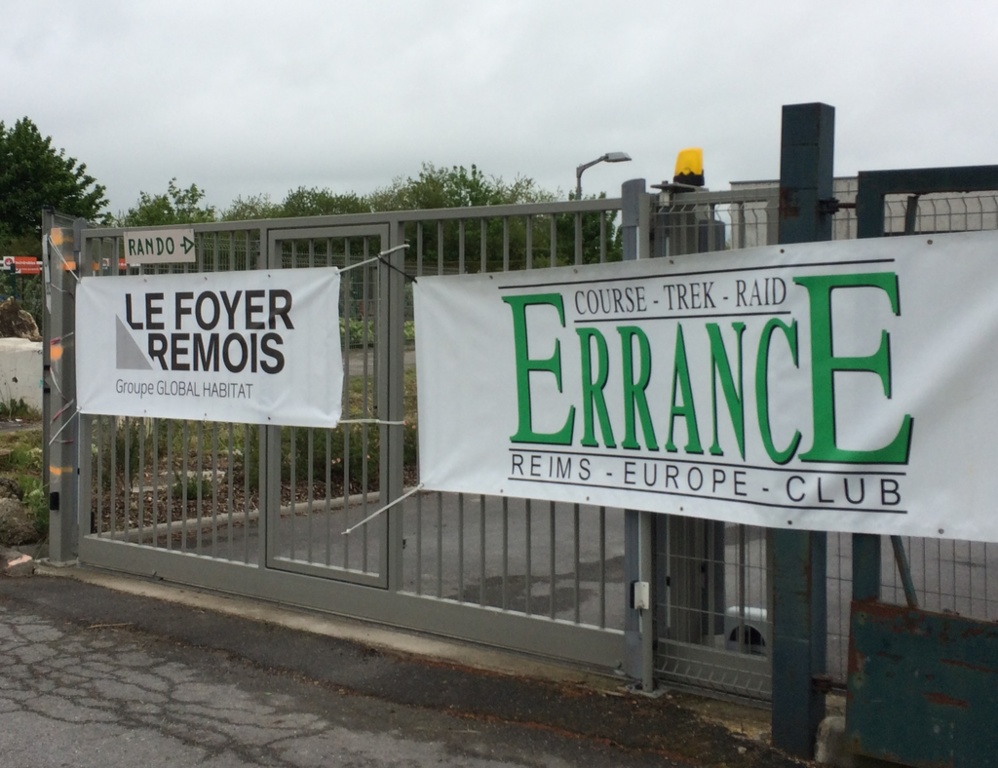 RANDO
LE FOYER
REMOIS
Groupe GLOBAL HABITAT
COURSE - TREK - RAID
ERRANCE
REIMS - EUROPE - CLUB